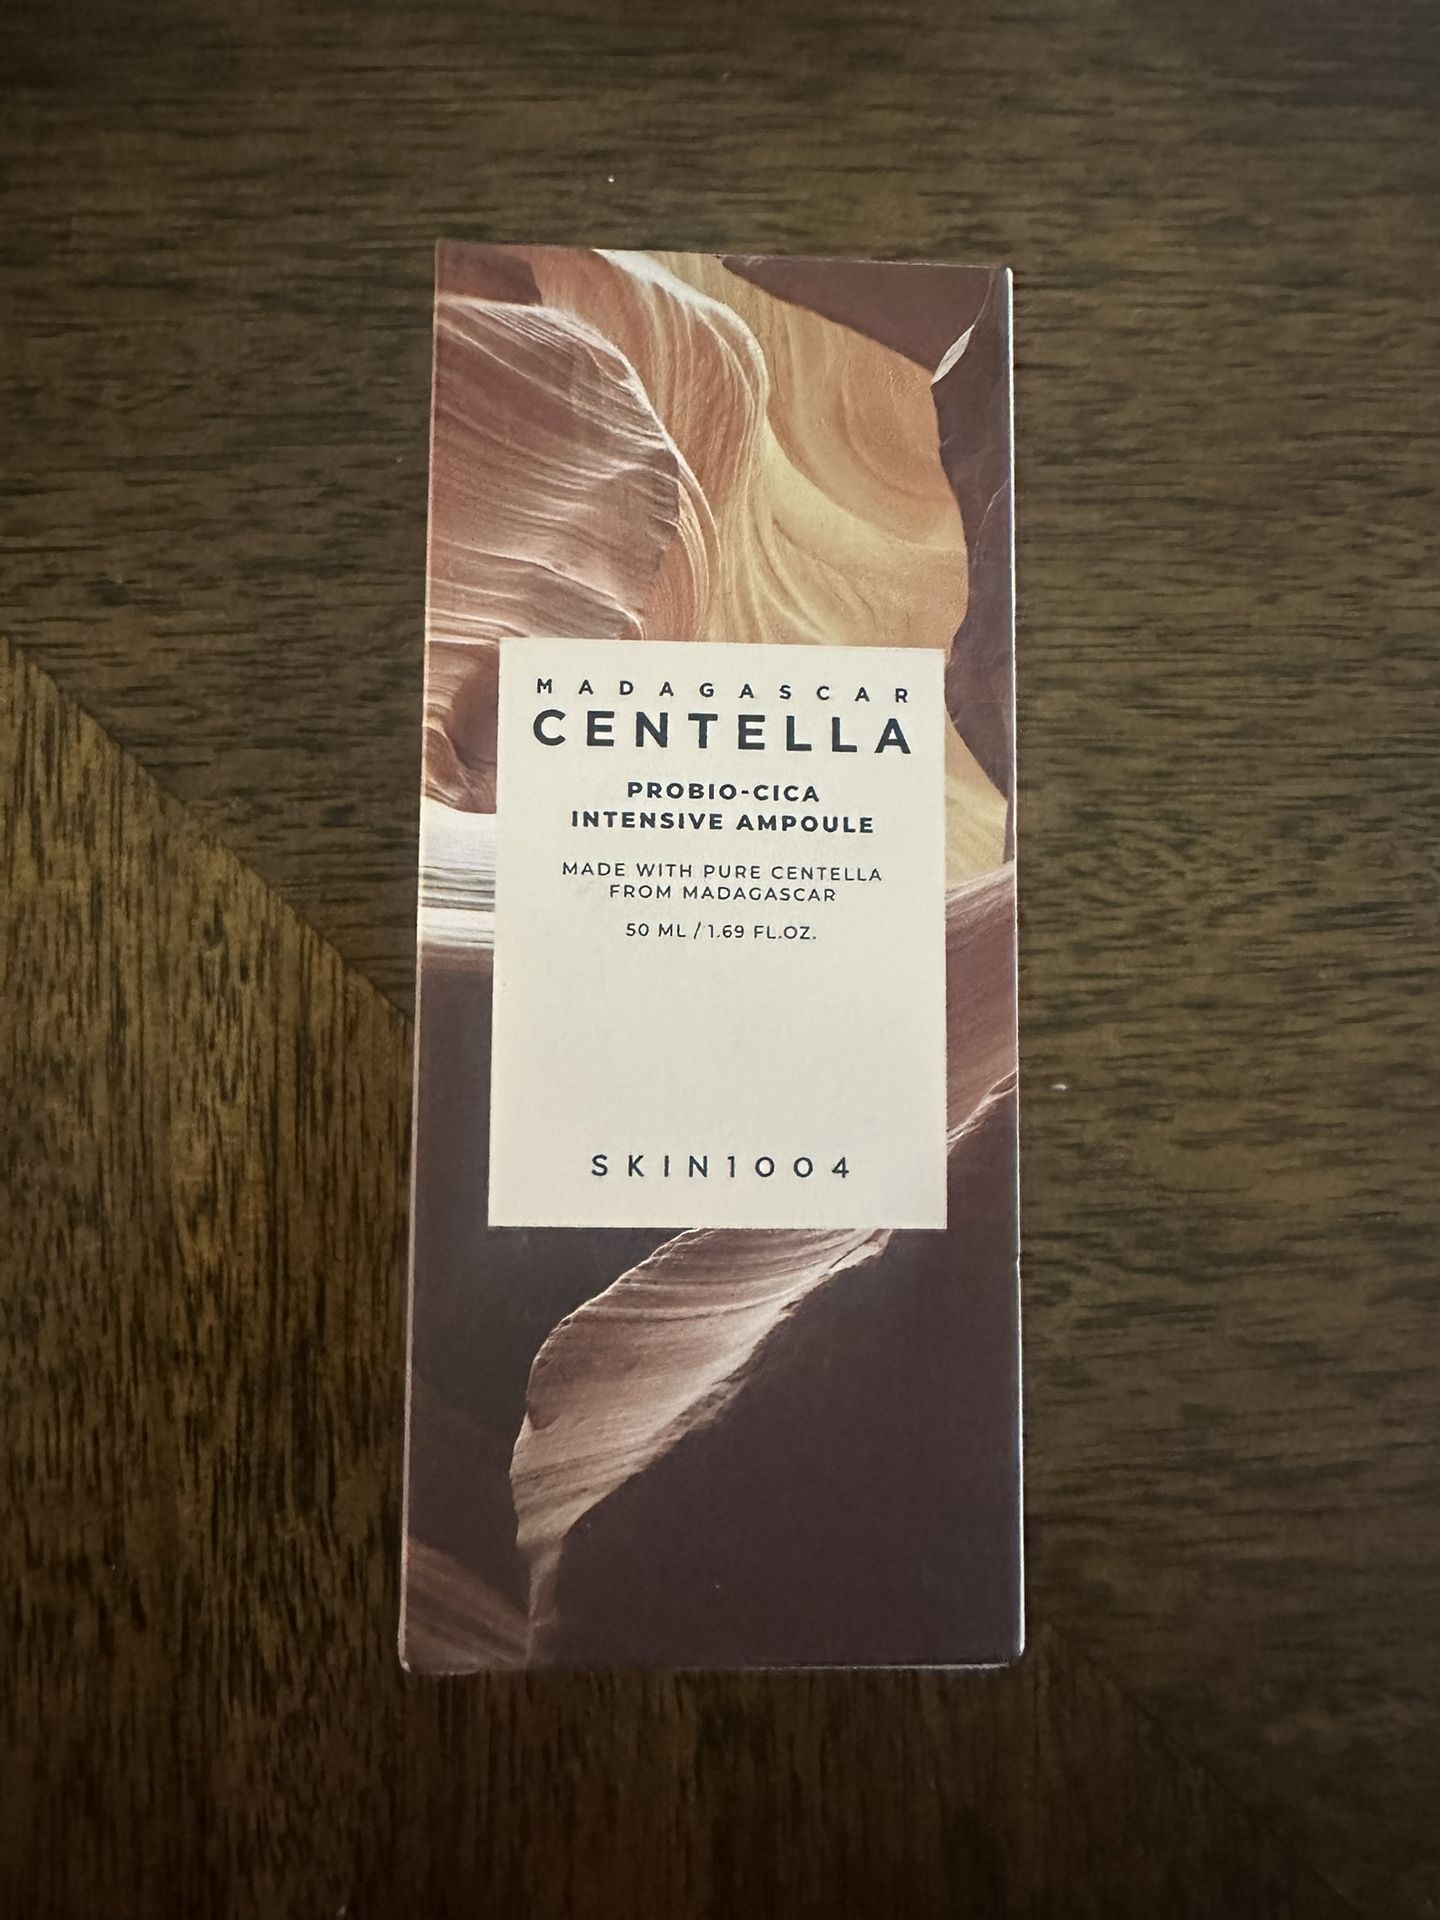 MADAGASCAR
CENTELLA
PROBIO-CICA
INTENSIVE AMPOULE
MADE WITH PURE CENTELLA
FROM MADAGASCAR
50 ML / 1.69 FL.OZ.
SKIN1004